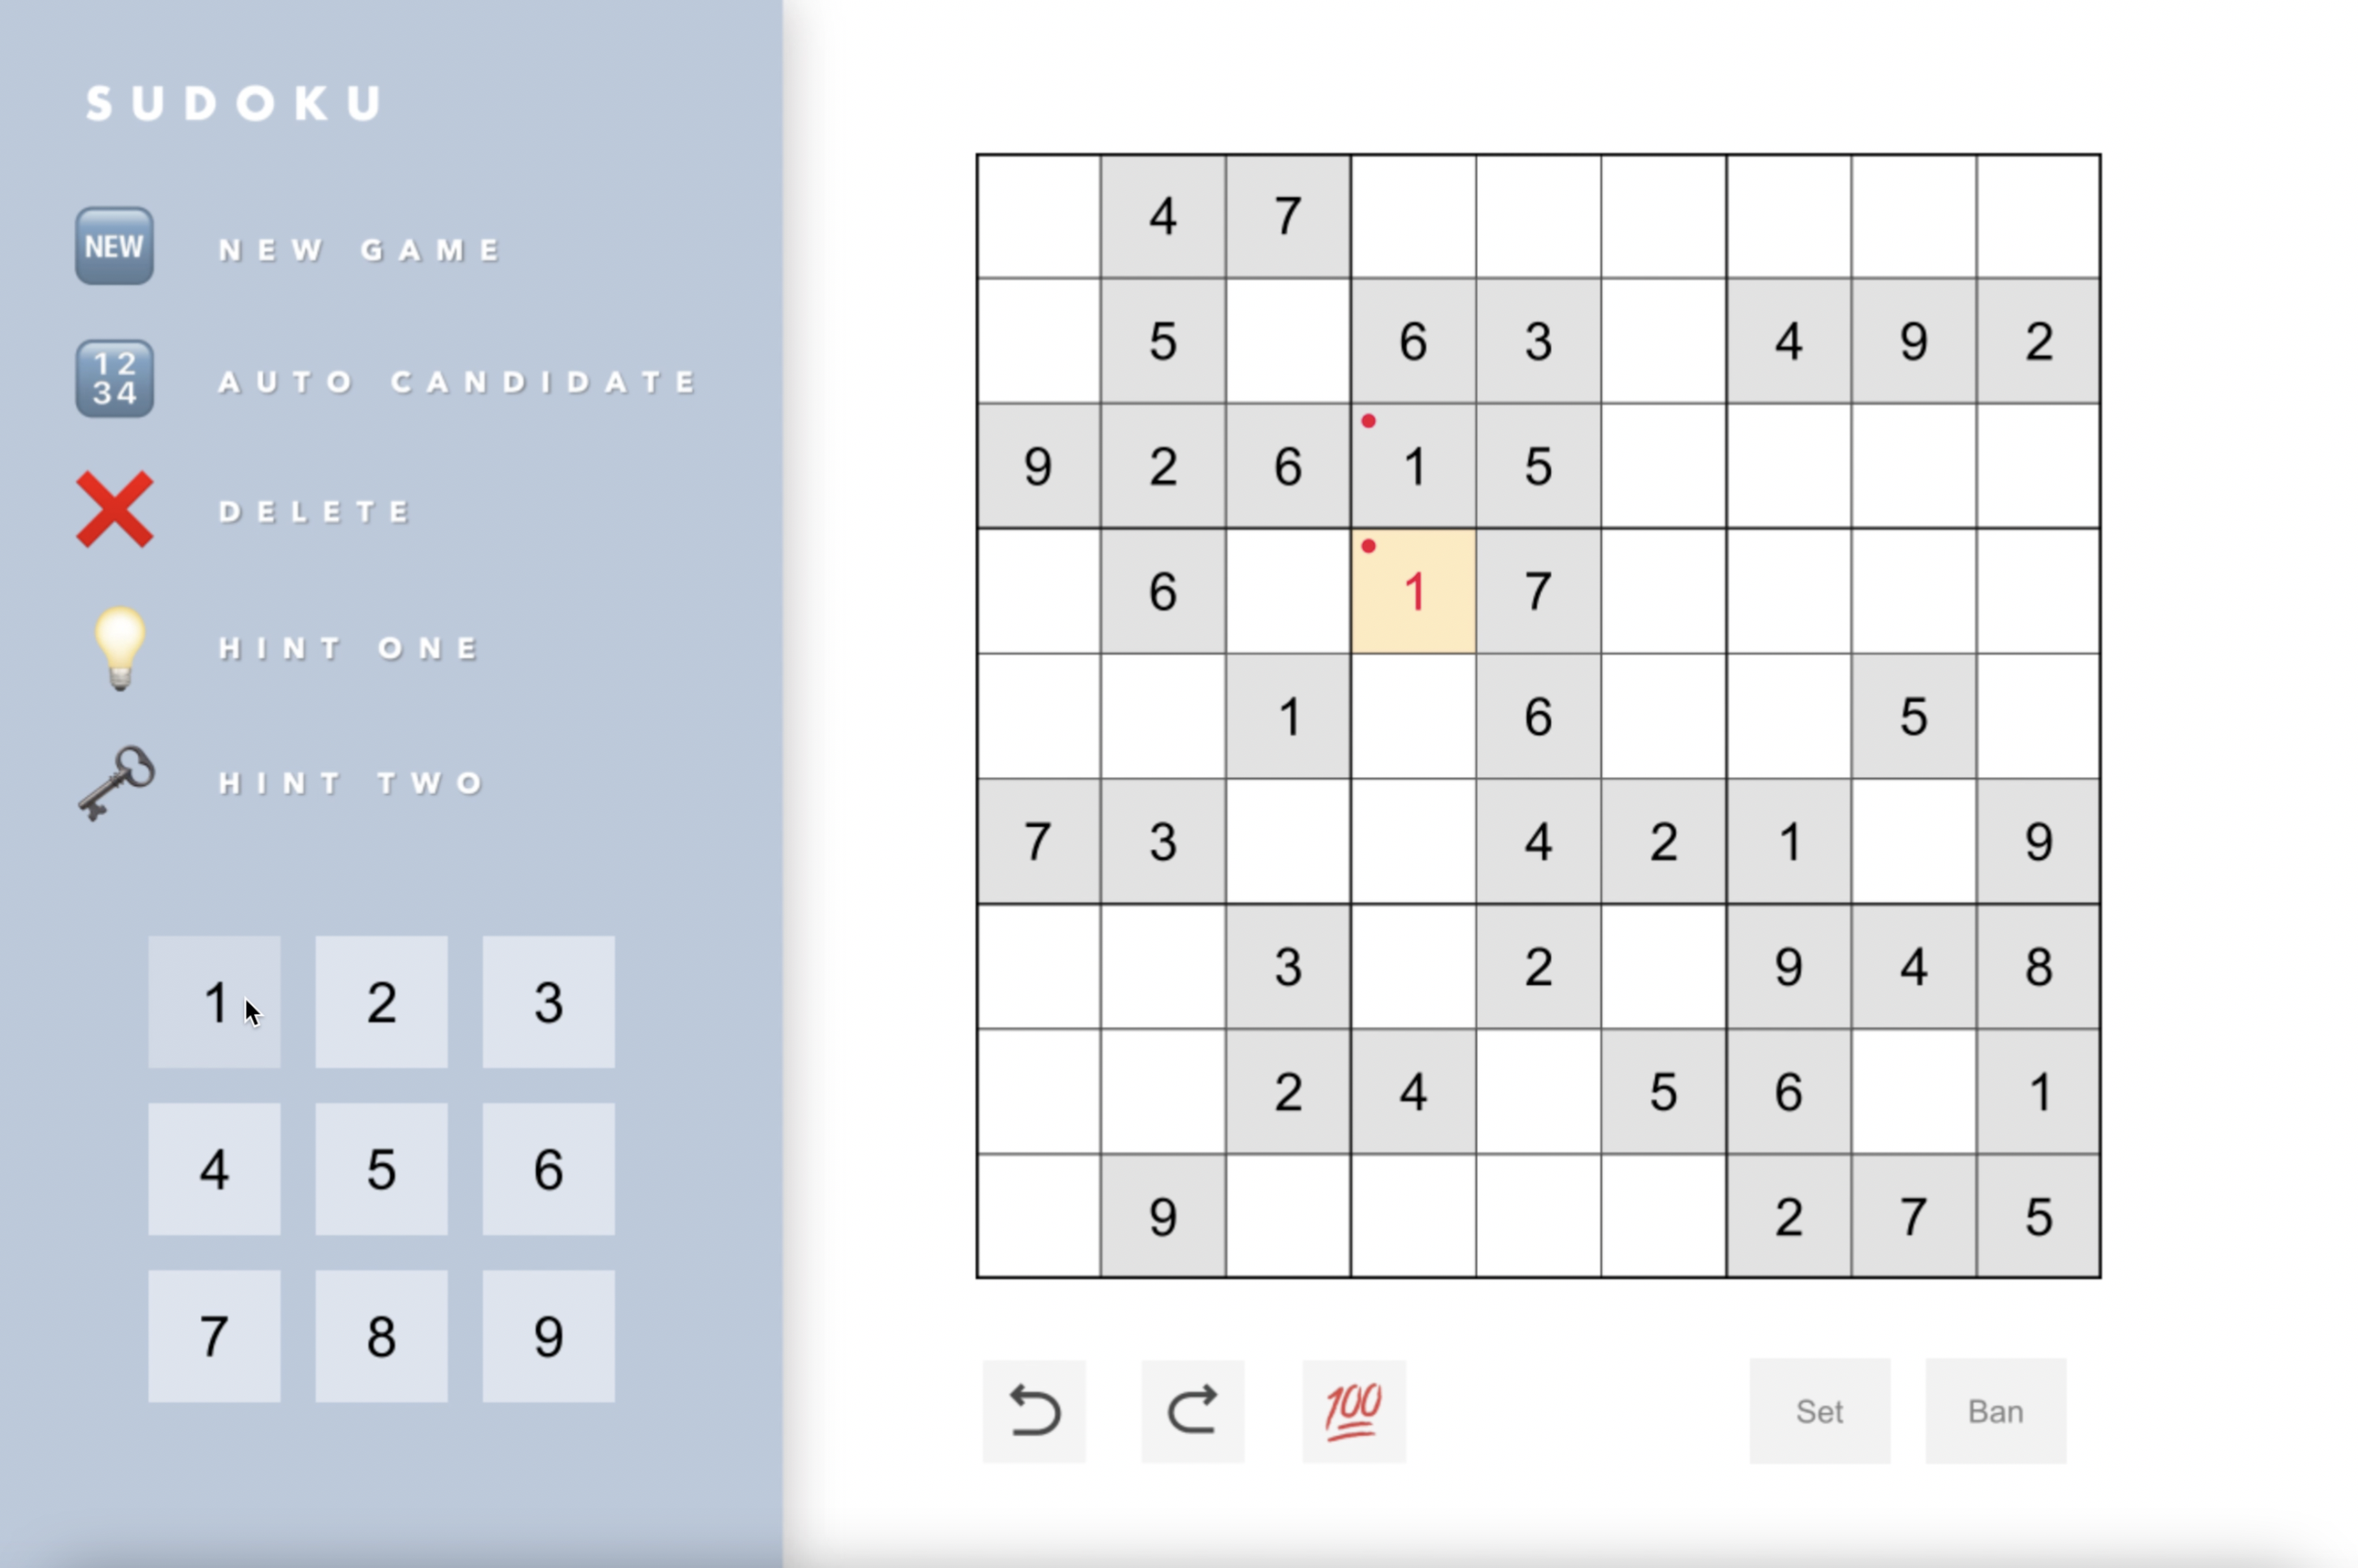 SUDOKU
NEW
NEW GAME
12
34
AUTO CANDIDATE
DELETE
HINT ONE
HINT TWO
1 2 3
4 5 6
7 8 9
4 7
5 6 3 4 9 2
9 2 6 1 5
6 1 7
1 6 5
7 3 4 2 1 9
3 2 9 4 8
2 4 5 6 1
9 2 7 5
100
Set Ban